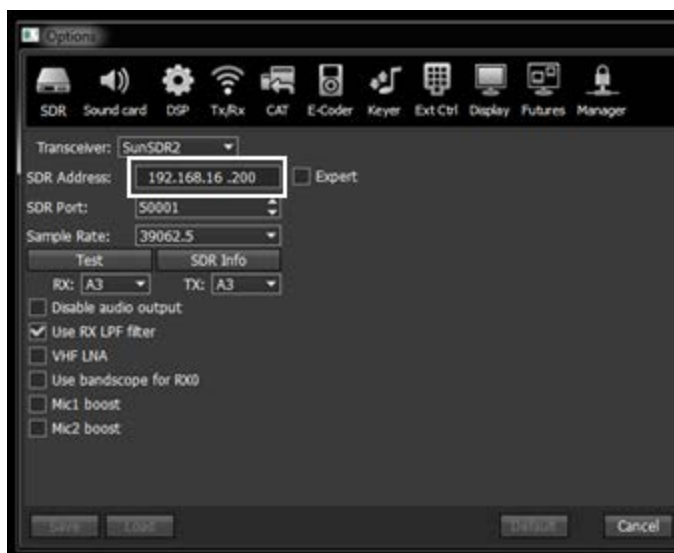 Options
SDR Sound card DSP Tx/Rx CAT E-Coder Keyer Ext Ctrl Display Futures Manager
Transceiver: SunSDR2
SDR Address: 192.168.16 .200 Expert
SDR Port: 50001
Sample Rate: 39062.5
Test SDR Info
RX: A3 TX: A3
Disable audio output
Use RX LPF filter
VHF LNA
Use bandscope for RX0
Mic1 boost
Mic2 boost
Save Load Default Cancel